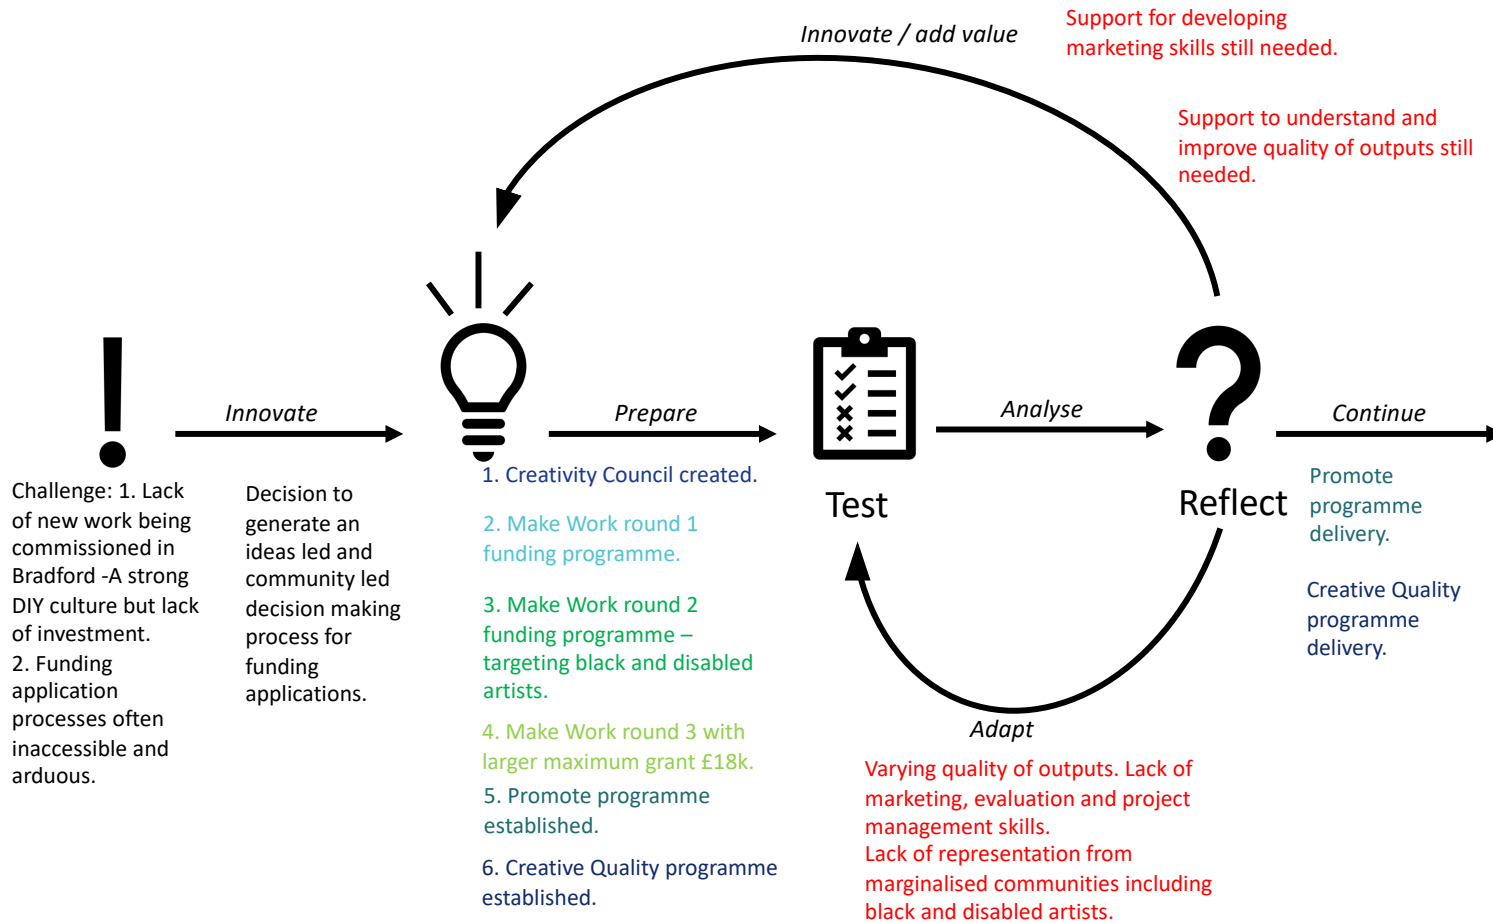 Innovate / add value
Support for developing
marketing skills still needed.
Support to understand and
improve quality of outputs still
needed.
Innovate
Prepare
Analyse
Continue
Test
Reflect
Challenge: 1. Lack
of new work being
commissioned in
Bradford -A strong
DIY culture but lack
of investment.
2. Funding
application
processes often
inaccessible and
arduous.
Decision to
generate an
ideas led and
community led
decision making
process for
funding
applications.
1. Creativity Council created.
2. Make Work round 1
funding programme.
3. Make Work round 2
funding programme –
targeting black and disabled
artists.
4. Make Work round 3 with
larger maximum grant £18k.
5. Promote programme
established.
6. Creative Quality programme
established.
Promote
programme
delivery.
Creative Quality
programme
delivery.
Adapt
Varying quality of outputs. Lack of
marketing, evaluation and project
management skills.
Lack of representation from
marginalised communities including
black and disabled artists.